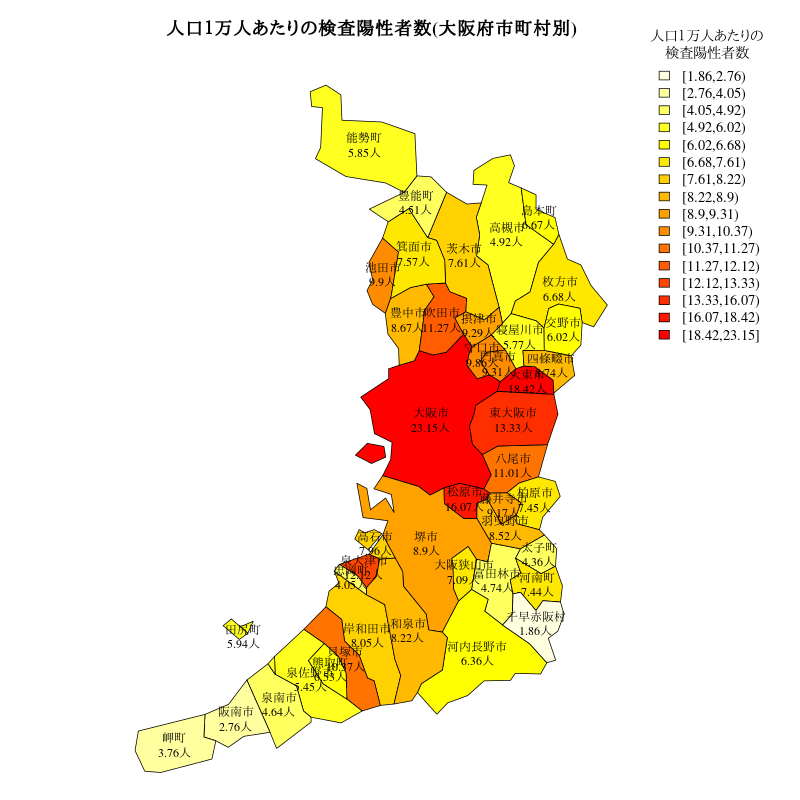 人口1万人あたりの検査陽性者数(大阪府市町村別)
人口1万人あたりの
検査陽性者数
[1.86,2.76)
[2.76,4.05)
[4.05,4.92)
[4.92,6.02)
[6.02,6.68)
[6.68,7.61)
[7.61,8.22)
[8.22,8.9)
[8.9,9.31)
[9.31,10.37)
[10.37,11.27)
[11.27,12.12)
[12.12,13.33)
[13.33,16.07)
[16.07,18.42)
[18.42,23.15]
能勢町
5.85人
豊能町
4.51人
島本町
6.67人
高槻市
4.92人
箕面市
7.57人
茨木市
7.61人
池田市
9.9人
枚方市
6.68人
豊中市
8.67人
吹田市
11.27人
摂津市
9.29人
寝屋川市
5.77人
交野市
6.02人
守口市
9.86人
門真市
9.31人
四條畷市
8.74人
大東市
18.42人
大阪市
23.15人
東大阪市
13.33人
八尾市
11.01人
松原市
16.07人
藤井寺市
9.17人
柏原市
7.45人
羽曳野市
8.52人
高石市
7.96人
堺市
8.9人
太子町
4.36人
泉大津市
12.12人
忠岡町
4.05人
大阪狭山市
7.09人
富田林市
4.74人
河南町
7.44人
千早赤阪村
1.86人
田尻町
5.94人
岸和田市
8.05人
和泉市
8.22人
河内長野市
6.36人
貝塚市
10.37人
熊取町
6.53人
泉佐野市
5.45人
泉南市
4.64人
阪南市
2.76人
岬町
3.76人